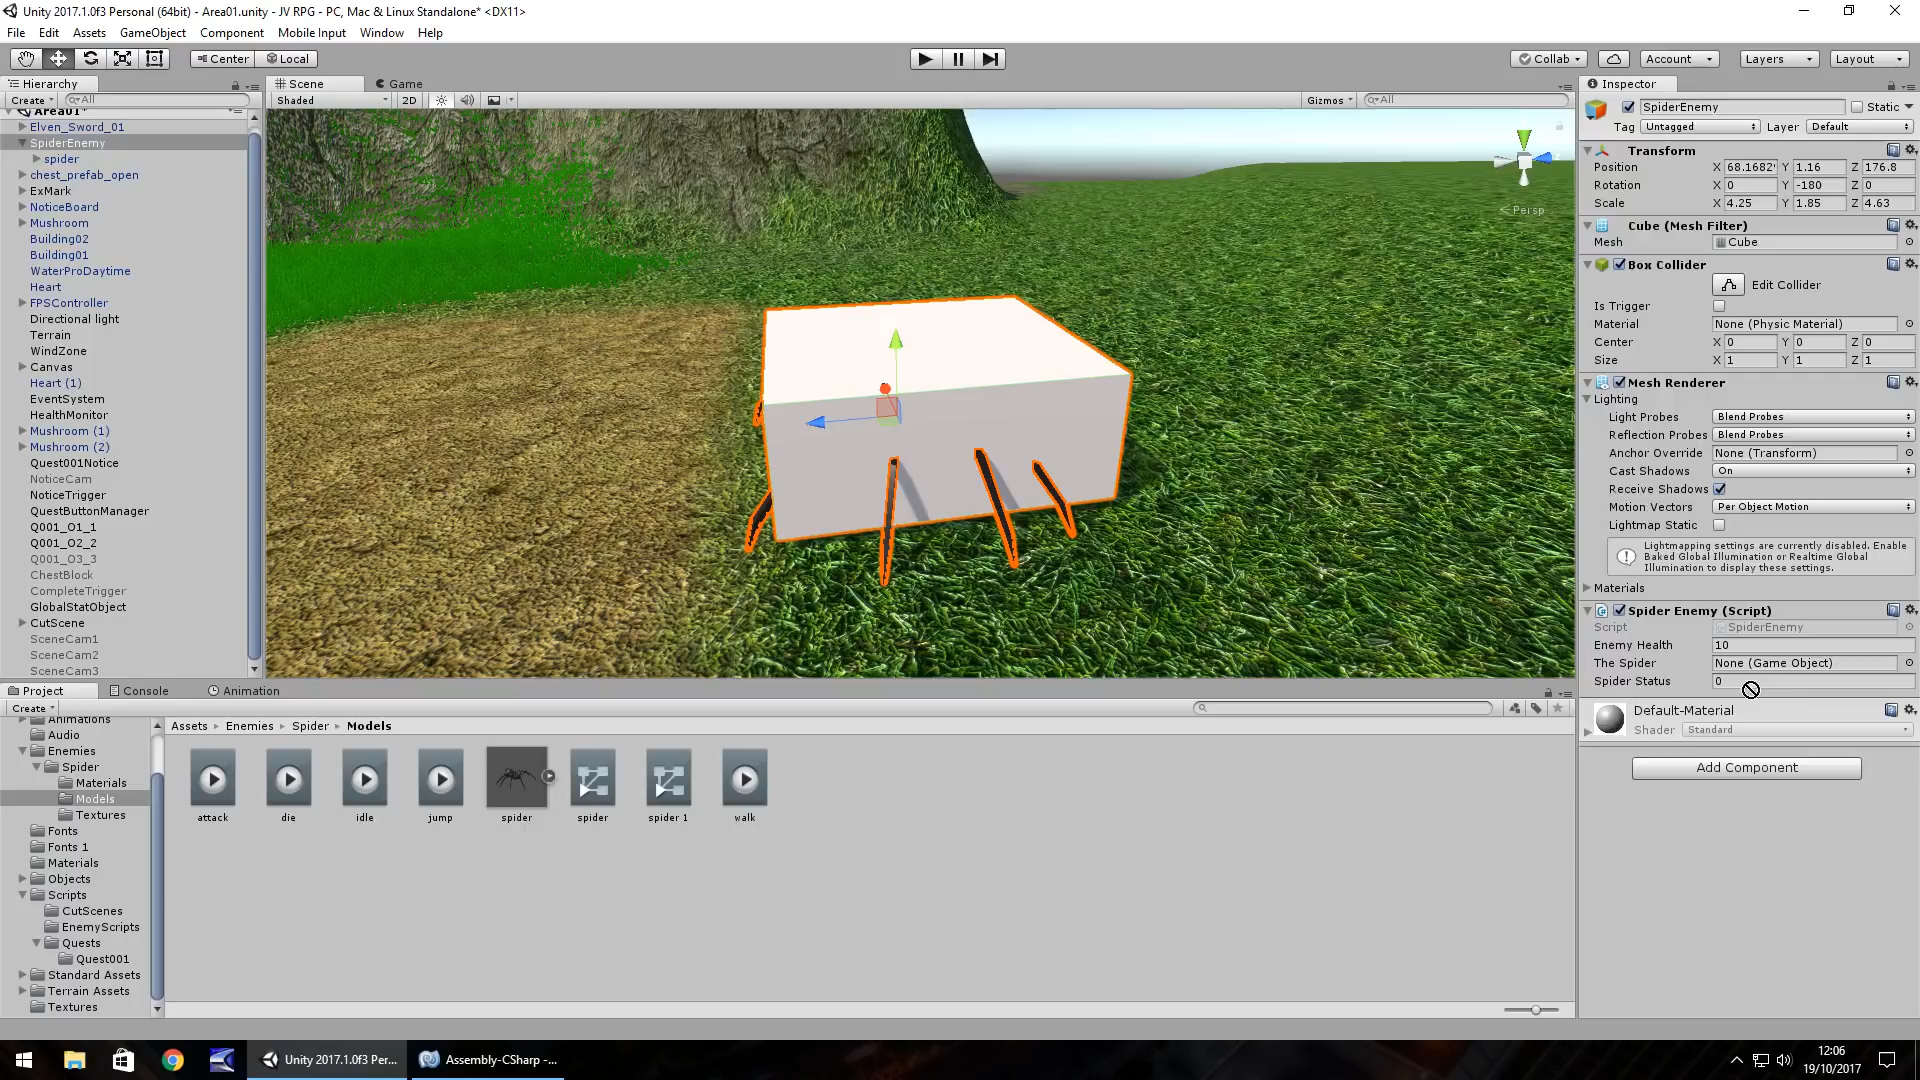 Unity 2017.1.0f3 Personal (64bit) - Area01.unity - JV RPG - PC, Mac & Linux Standalone* <DX11>
File Edit Assets GameObject Component Mobile Input Window Help
Center Local Collab Account Layers Layout
Hierarchy
Create All
Area01*
Elven_Sword_01
SpiderEnemy
spider
chest_prefab_open
ExMark
NoticeBoard
Mushroom
Building02
Building01
WaterProDaytime
Heart
FPSController
Directional light
Terrain
WindZone
Canvas
Heart (1)
EventSystem
HealthMonitor
Mushroom (1)
Mushroom (2)
Quest001Notice
NoticeCam
NoticeTrigger
QuestButtonManager
Q001_O1_1
Q001_O2_2
Q001_O3_3
ChestBlock
CompleteTrigger
GlobalStatObject
CutScene
SceneCam1
SceneCam2
SceneCam3
Scene Game
Shaded 2D Gizmos All
Persp
Inspector
SpiderEnemy Static
Tag Untagged Layer Default
Transform
Position X 68.1682 Y 1.16 Z 176.8
Rotation X 0 Y -180 Z 0
Scale X 4.25 Y 1.85 Z 4.63
Cube (Mesh Filter)
Mesh Cube
Box Collider
Edit Collider
Is Trigger
Material None (Physic Material)
Center X 0 Y 0 Z 0
Size X 1 Y 1 Z 1
Mesh Renderer
Lighting
Light Probes Blend Probes
Reflection Probes Blend Probes
Anchor Override None (Transform)
Cast Shadows On
Receive Shadows
Motion Vectors Per Object Motion
Lightmap Static
Lightmapping settings are currently disabled. Enable
Baked Global Illumination or Realtime Global
Illumination to display these settings.
Materials
Spider Enemy (Script)
Script SpiderEnemy
Enemy Health 10
The Spider None (Game Object)
Spider Status 0
Default-Material
Shader Standard
Add Component
Project Console Animation
Create
Animations
Audio
Enemies
Spider
Materials
Models
Textures
Fonts
Fonts 1
Materials
Objects
Scripts
CutScenes
EnemyScripts
Quests
Quest001
Standard Assets
Terrain Assets
Textures
Assets Enemies Spider Models
attack die idle jump spider spider spider 1 walk
Unity 2017.1.0f3 Per... Assembly-CSharp -...
12:06
19/10/2017